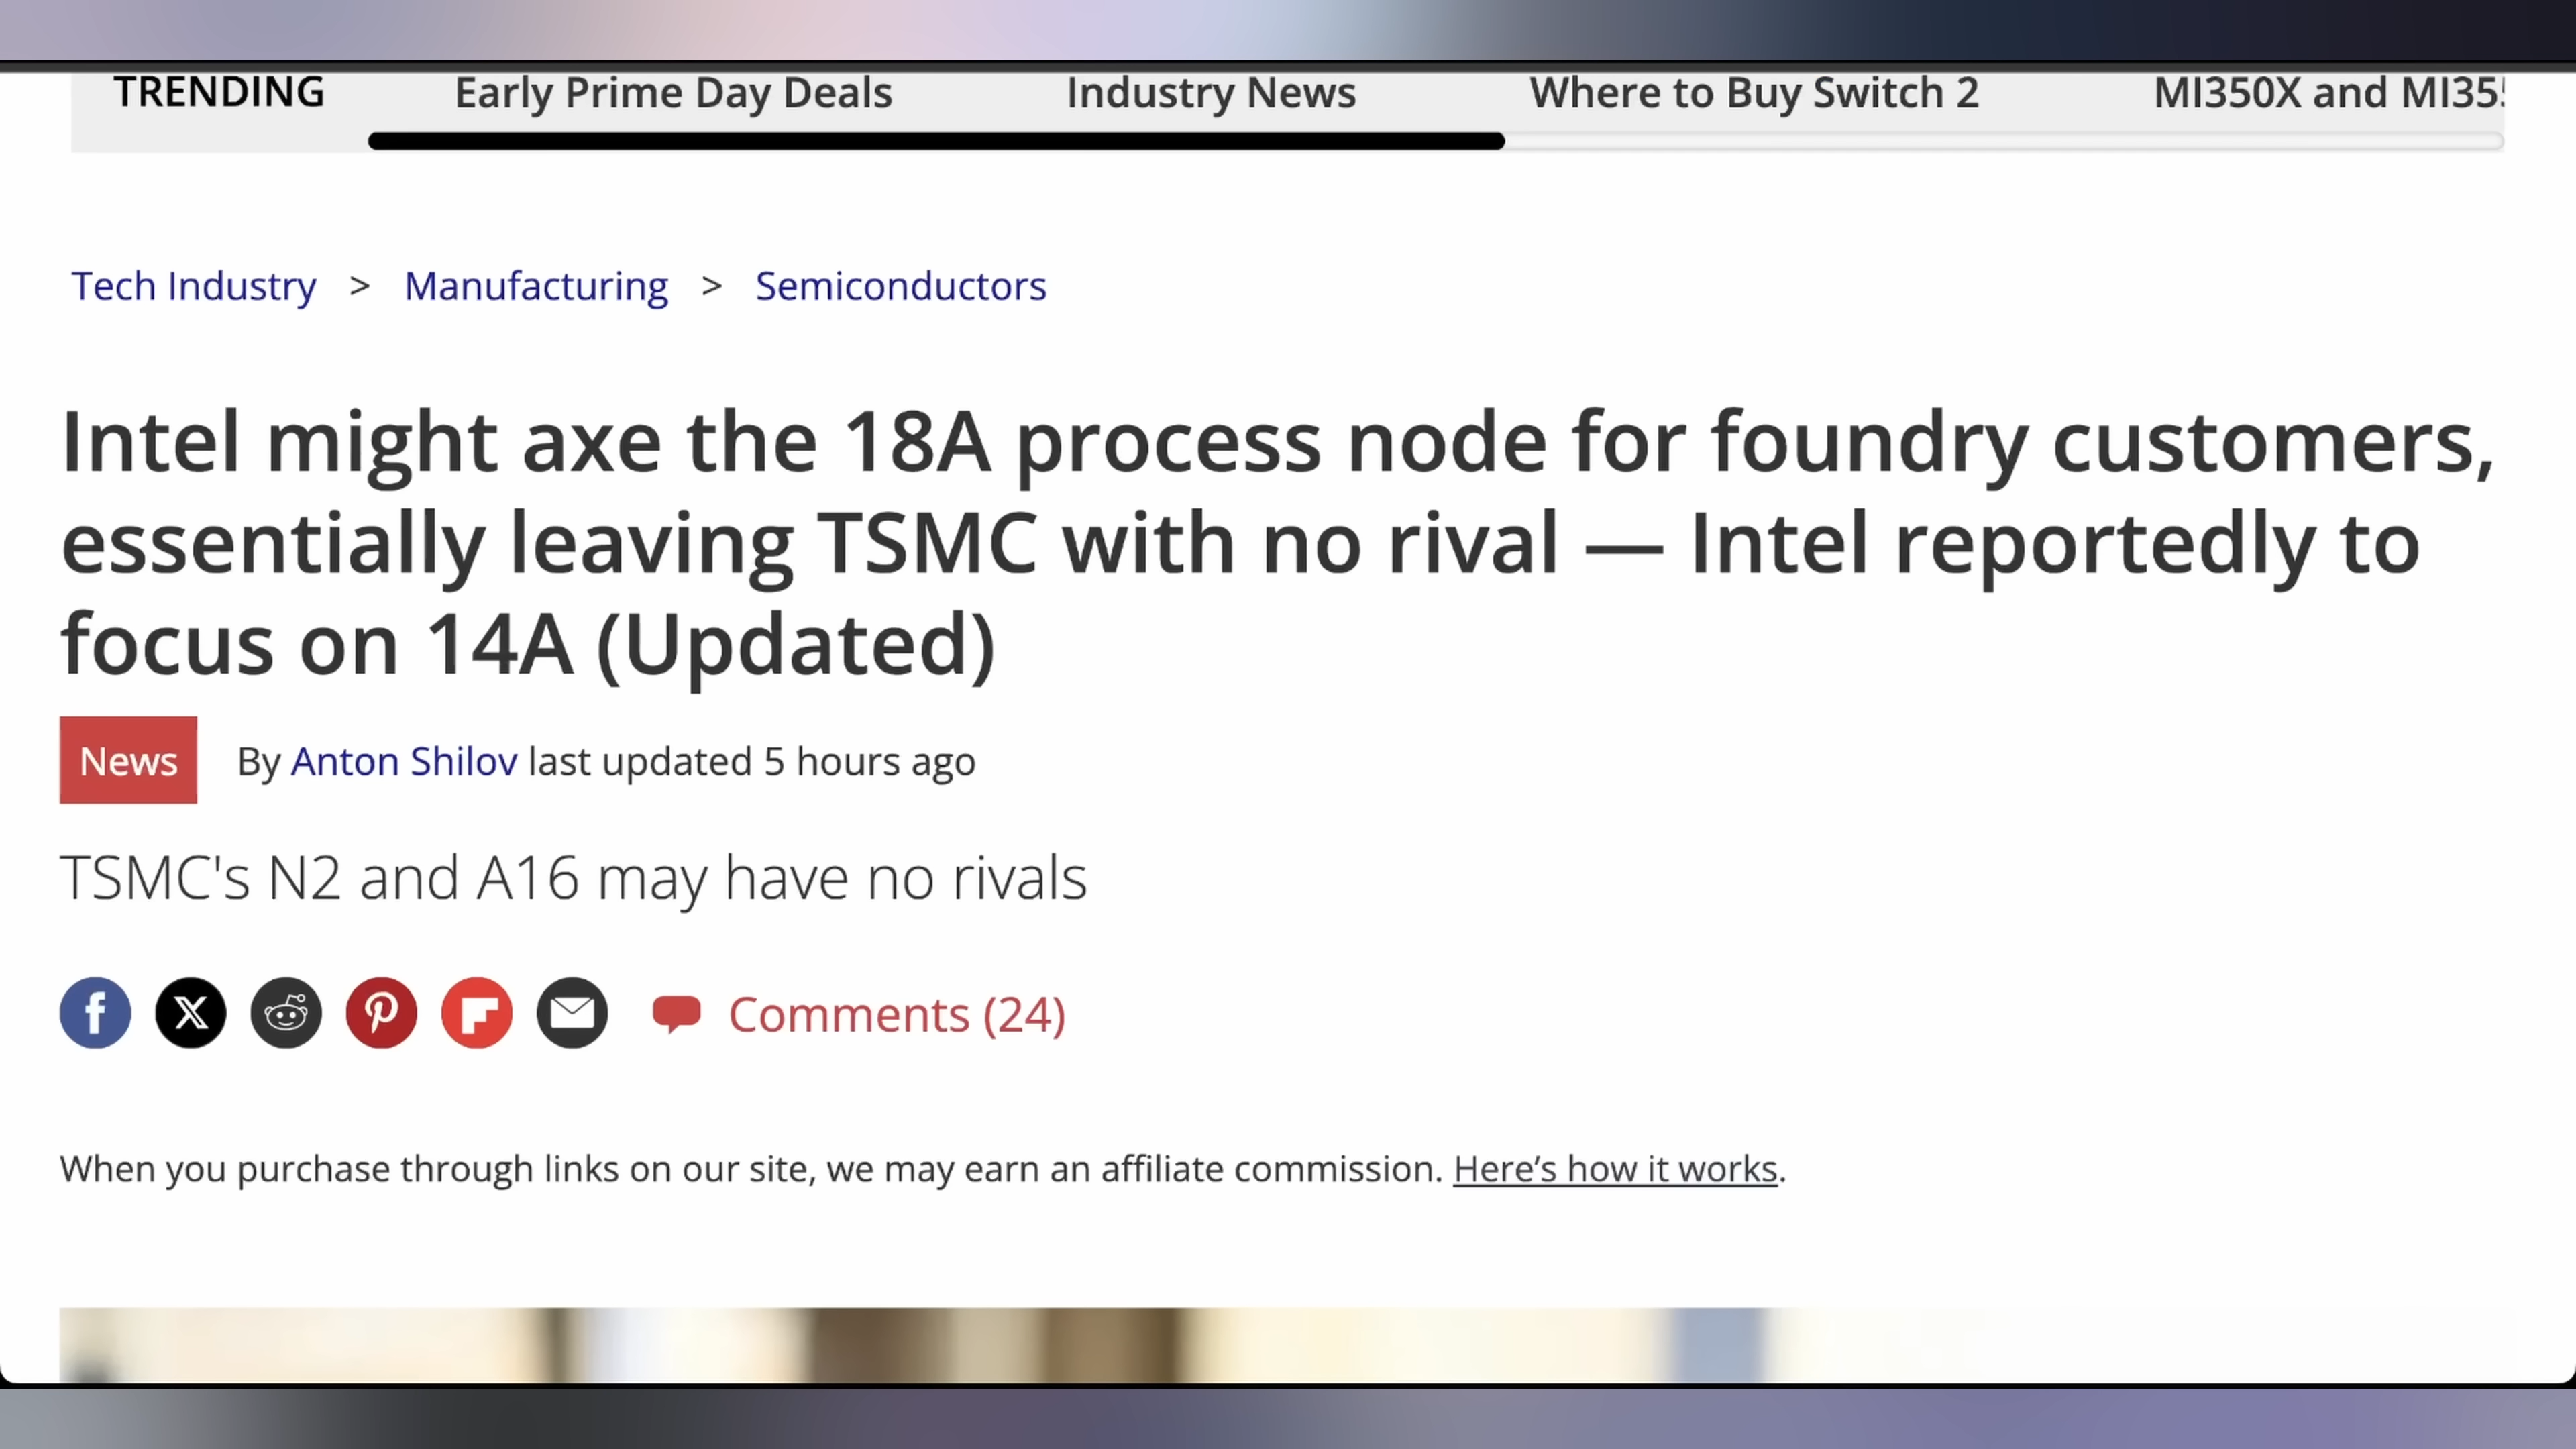 TRENDING Early Prime Day Deals Industry News Where to Buy Switch 2 MI350X and MI35
Tech Industry > Manufacturing > Semiconductors
Intel might axe the 18A process node for foundry customers,
essentially leaving TSMC with no rival — Intel reportedly to
focus on 14A (Updated)
News By Anton Shilov last updated 5 hours ago
TSMC's N2 and A16 may have no rivals
Comments (24)
When you purchase through links on our site, we may earn an affiliate commission. Here’s how it works.